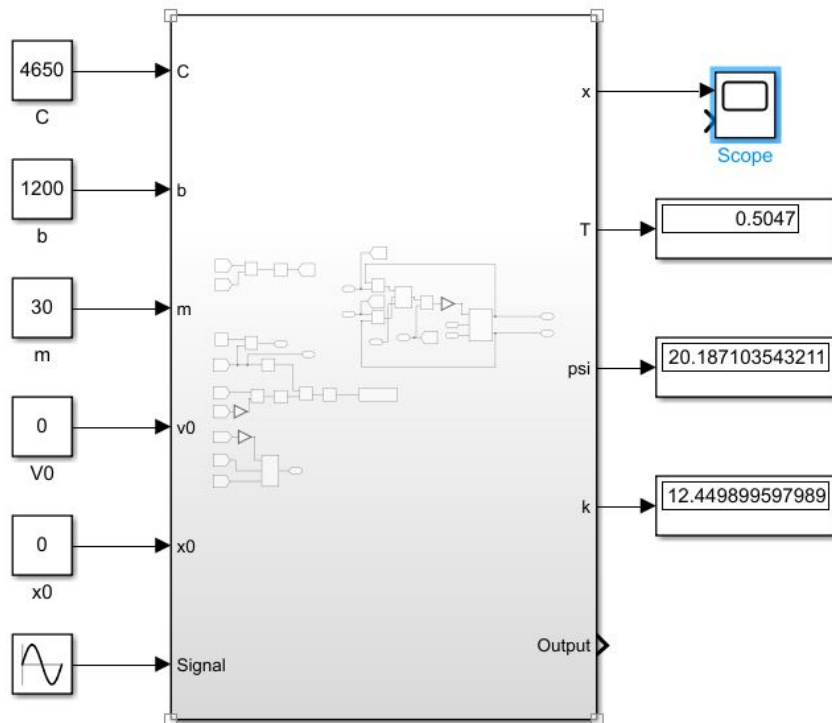 4650
C
C
x
Scope
1200
b
b
T
0.5047
30
m
m
psi
20.187103543211
0
V0
v0
k
12.449899597989
0
x0
x0
Output
Signal